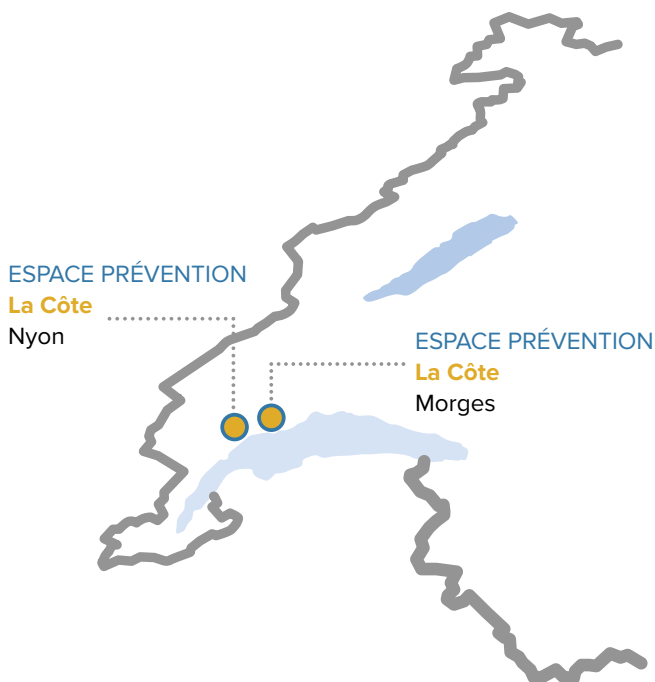 ESPACE PRÉVENTION
La Côte
Nyon
ESPACE PRÉVENTION
La Côte
Morges